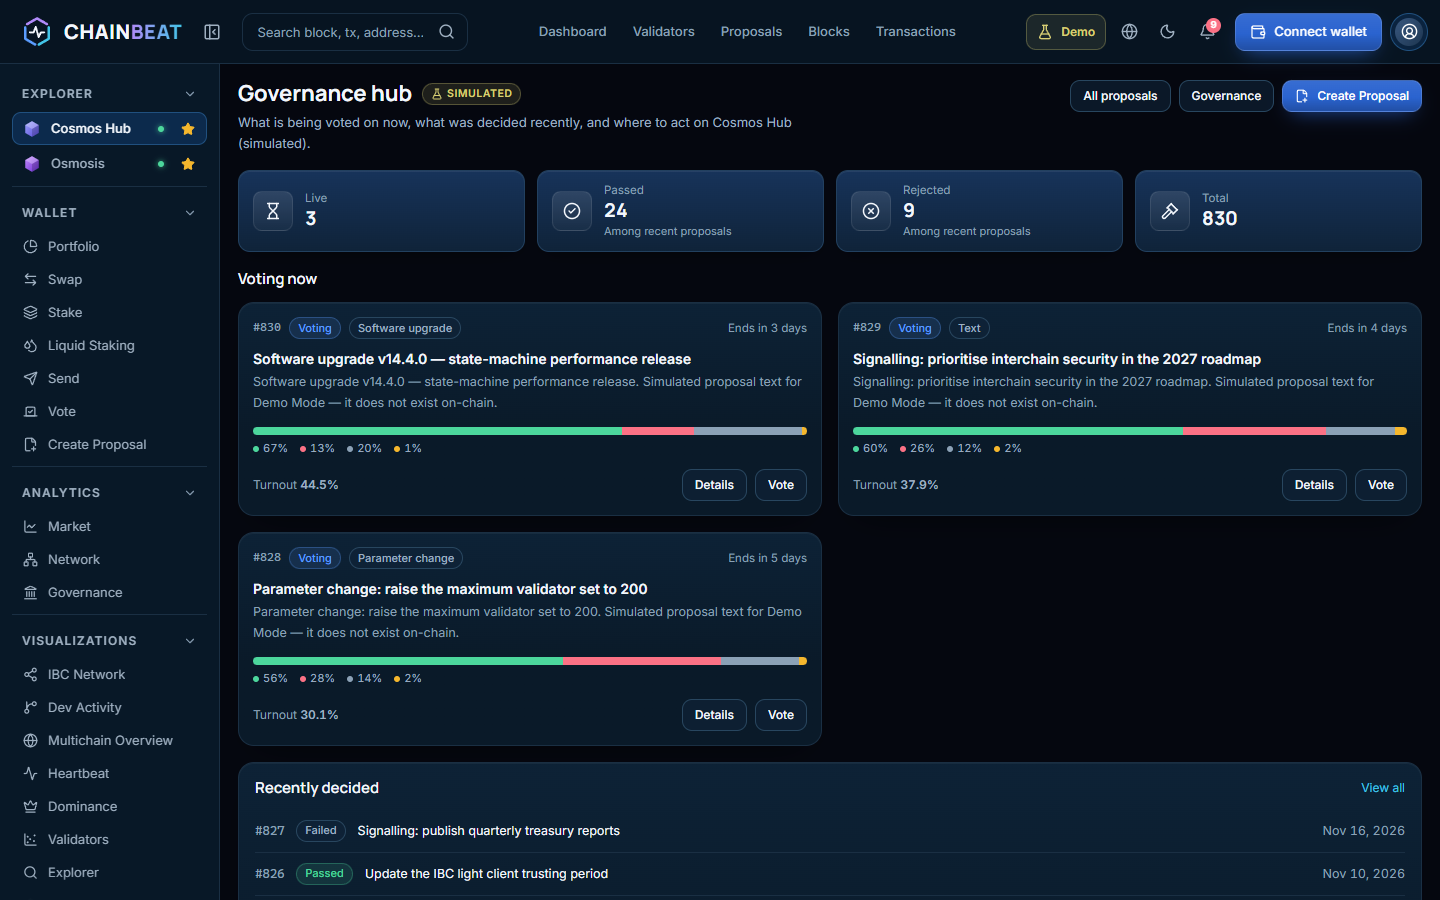 CHAINBEAT
Search block, tx, address...
Dashboard
Validators
Proposals
Blocks
Transactions
Demo
9
Connect wallet
EXPLORER
Cosmos Hub
Osmosis
WALLET
Portfolio
Swap
Stake
Liquid Staking
Send
Vote
Create Proposal
ANALYTICS
Market
Network
Governance
VISUALIZATIONS
IBC Network
Dev Activity
Multichain Overview
Heartbeat
Dominance
Validators
Explorer
Governance hub
SIMULATED
What is being voted on now, what was decided recently, and where to act on Cosmos Hub
(simulated).
All proposals
Governance
Create Proposal
Live
3
Passed
24
Among recent proposals
Rejected
9
Among recent proposals
Total
830
Voting now
#830 Voting Software upgrade Ends in 3 days
Software upgrade v14.4.0 — state-machine performance release
Software upgrade v14.4.0 — state-machine performance release. Simulated proposal text for
Demo Mode — it does not exist on-chain.
67% 13% 20% 1%
Turnout 44.5% Details Vote
#829 Voting Text Ends in 4 days
Signalling: prioritise interchain security in the 2027 roadmap
Signalling: prioritise interchain security in the 2027 roadmap. Simulated proposal text for
Demo Mode — it does not exist on-chain.
60% 26% 12% 2%
Turnout 37.9% Details Vote
#828 Voting Parameter change Ends in 5 days
Parameter change: raise the maximum validator set to 200
Parameter change: raise the maximum validator set to 200. Simulated proposal text for Demo
Mode — it does not exist on-chain.
56% 28% 14% 2%
Turnout 30.1% Details Vote
Recently decided View all
#827 Failed Signalling: publish quarterly treasury reports Nov 16, 2026
#826 Passed Update the IBC light client trusting period Nov 10, 2026